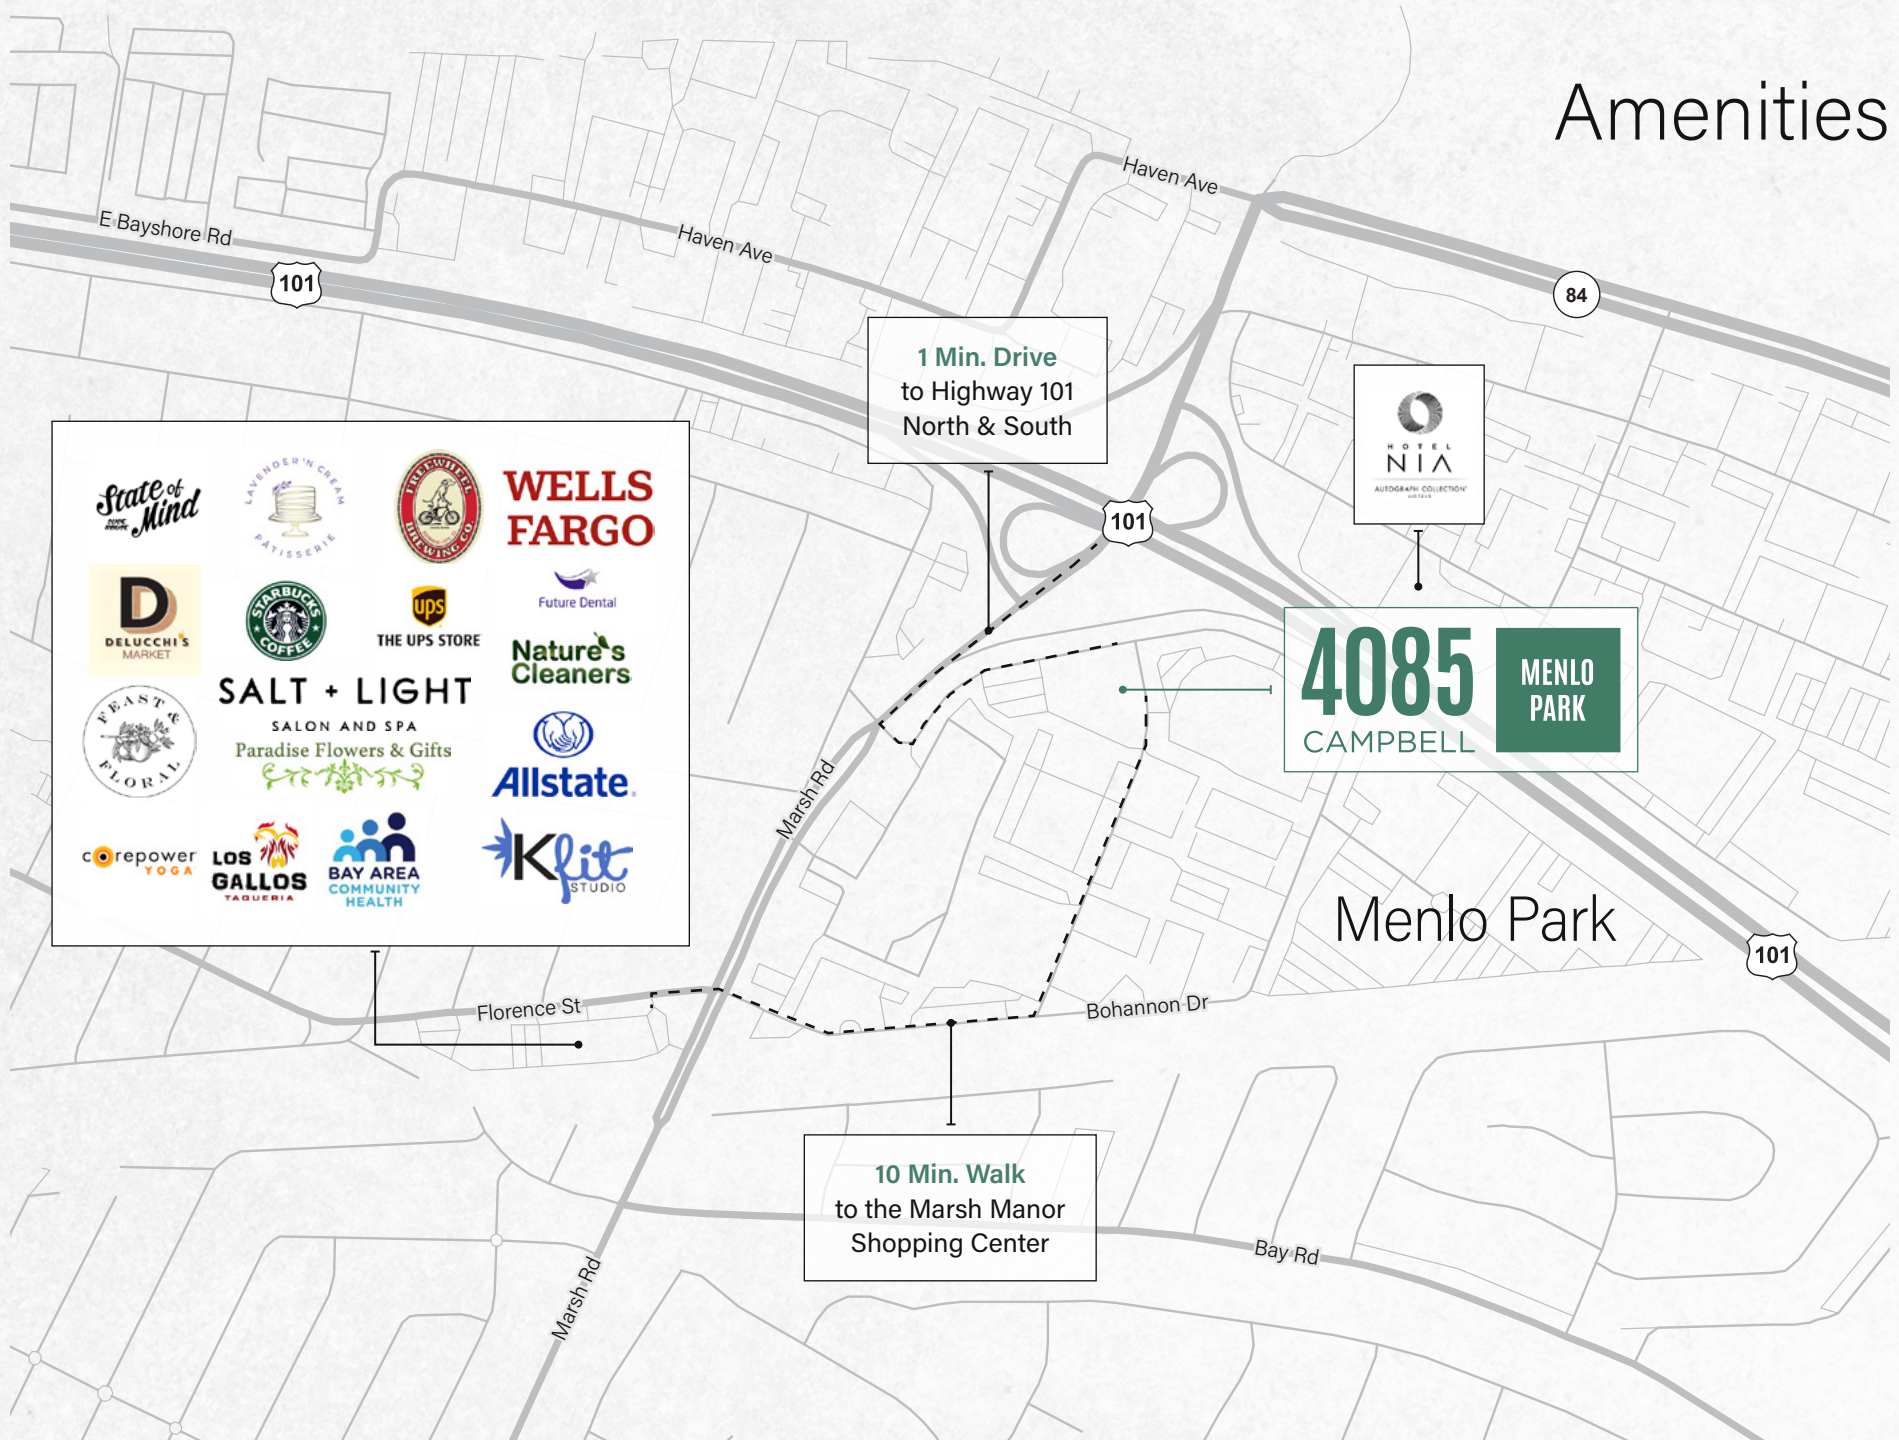 Amenities
Haven Ave
E Bayshore Rd
Haven Ave
101
84
1 Min. Drive
to Highway 101
North & South
HOTEL
NIA
AUTOGRAPH COLLECTION
HOTELS
101
State of
Mind
LAVENDER 'N CREAM
PATISSERIE
FREEWHEEL
BREWING CO.
WELLS
FARGO
DELUCCHI'S
MARKET
STARBUCKS
COFFEE
ups
THE UPS STORE
Future Dental
Nature's
Cleaners
FEAST &
FLORAL
SALT + LIGHT
SALON AND SPA
Paradise Flowers & Gifts
Allstate
corepower
YOGA
LOS
GALLOS
TAQUERIA
BAY AREA
COMMUNITY
HEALTH
Kfit
STUDIO
4085
CAMPBELL
MENLO
PARK
Marsh Rd
Menlo Park
101
Florence St
Bohannon Dr
10 Min. Walk
to the Marsh Manor
Shopping Center
Bay Rd
Marsh Rd